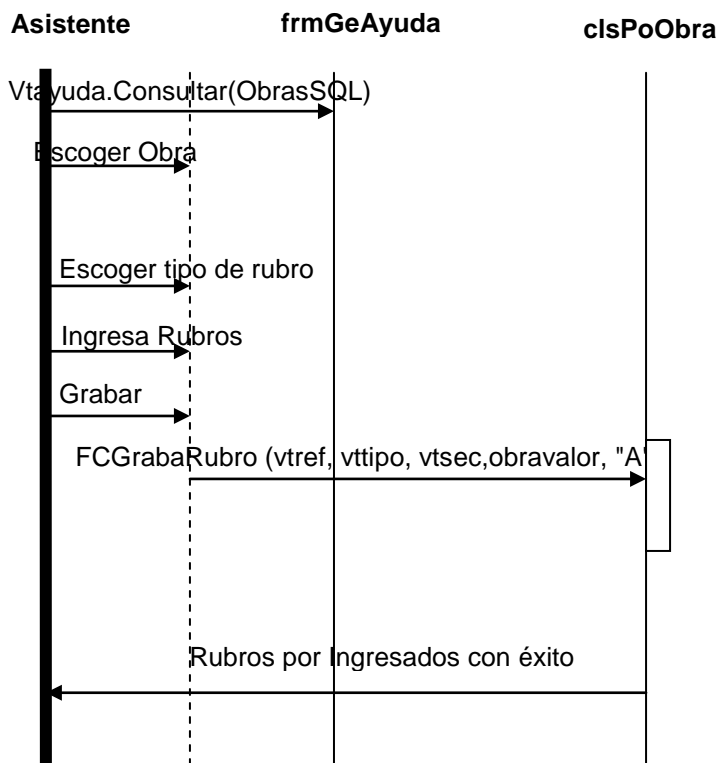 Asistente frmGeAyuda clsPoObra
Vtayuda.Consultar(ObrasSQL)
Escoger Obra
Escoger tipo de rubro
Ingresa Rubros
Grabar
FCGrabaRubro (vtref, vttipo, vtsec,obravalor, "A"
Rubros por Ingresados con éxito